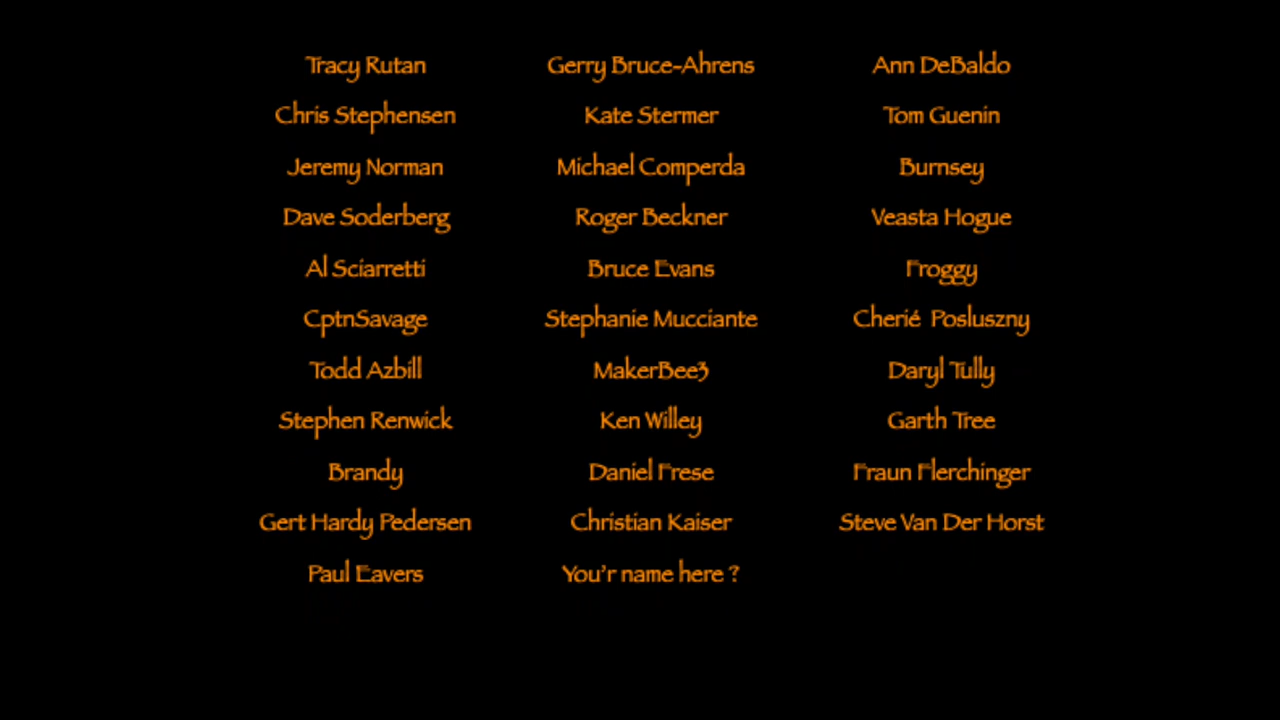 Tracy Rutan
Gerry Bruce-Ahrens
Ann DeBaldo
Chris Stephensen
Kate Stermer
Tom Guenin
Jeremy Norman
Michael Comperda
Burnsey
Dave Soderberg
Roger Beckner
Veasta Hogue
Al Sciarretti
Bruce Evans
Froggy
CptnSavage
Stephanie Mucciante
Cherié Posluszny
Todd Azbill
MakerBee3
Daryl Tully
Stephen Renwick
Ken Willey
Garth Tree
Brandy
Daniel Frese
Fraun Flerchinger
Gert Hardy Pedersen
Christian Kaiser
Steve Van Der Horst
Paul Eavers
You'r name here ?